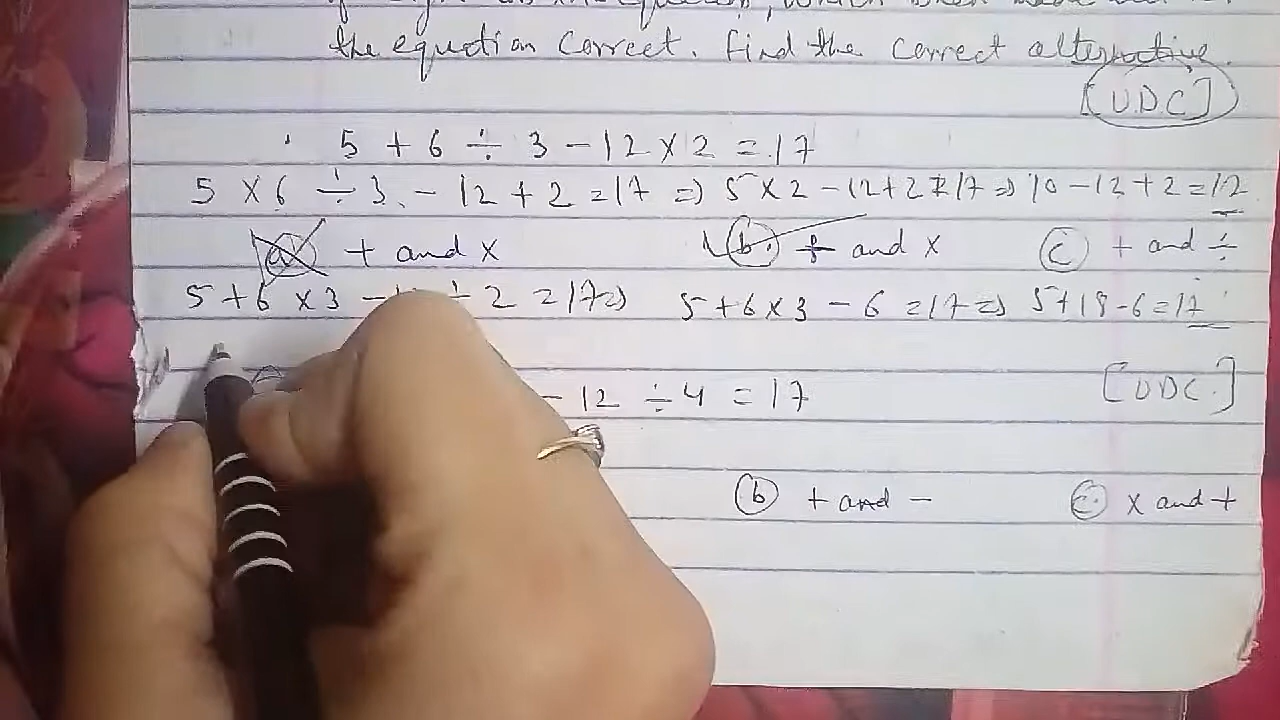 the equation correct. Find the correct alternative.
[U.D.C]
5 + 6 ÷ 3 - 12 × 2 = 17
5 × 6 ÷ 3 - 12 + 2 = 17 => 5 × 2 - 12 + 2 = 17 => 10 - 12 + 2 = 12
(a) + and × (b.) ÷ and × (c) + and ÷
5 + 6 × 3 - ÷ 2 = 17 => 5 + 6 × 3 - 6 = 17 => 5 + 18 - 6 = 17
- 12 ÷ 4 = 17 [UDC.]
(b) + and - (c.) × and +